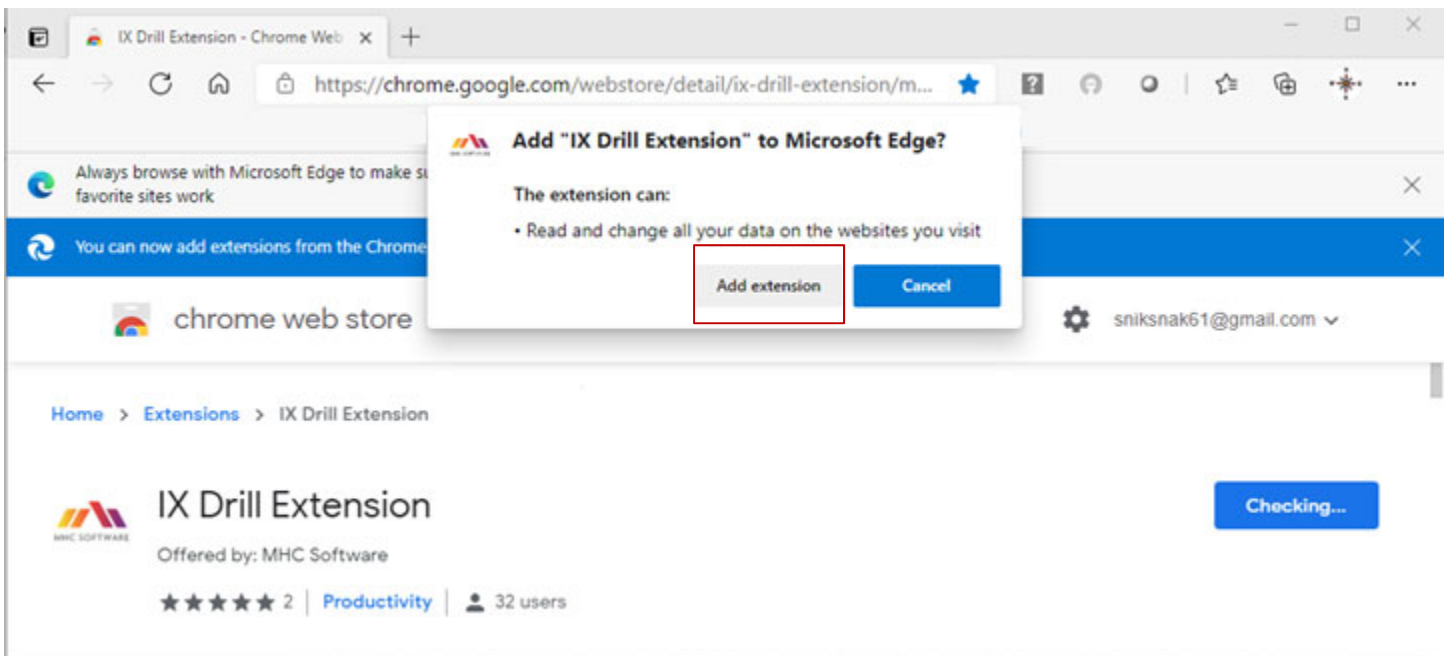 IX Drill Extension - Chrome Web
https://chrome.google.com/webstore/detail/ix-drill-extension/m...
Add "IX Drill Extension" to Microsoft Edge?
The extension can:
• Read and change all your data on the websites you visit
Add extension
Cancel
Always browse with Microsoft Edge to make su
favorite sites work
You can now add extensions from the Chrome
chrome web store
sniksnak61@gmail.com
Home > Extensions > IX Drill Extension
MHC SOFTWARE
IX Drill Extension
Checking...
Offered by: MHC Software
★★★★★ 2 | Productivity | 32 users